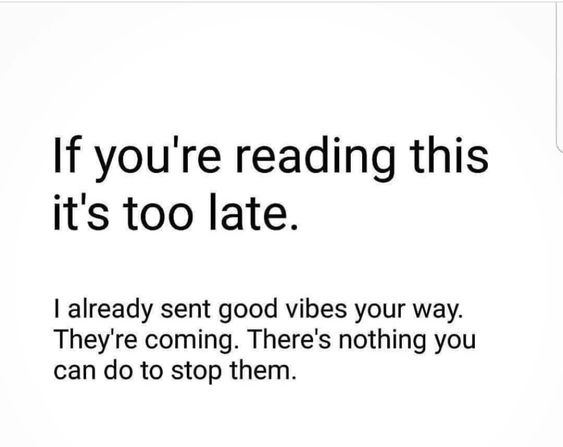 If you're reading this
it's too late.
I already sent good vibes your way.
They're coming. There's nothing you
can do to stop them.